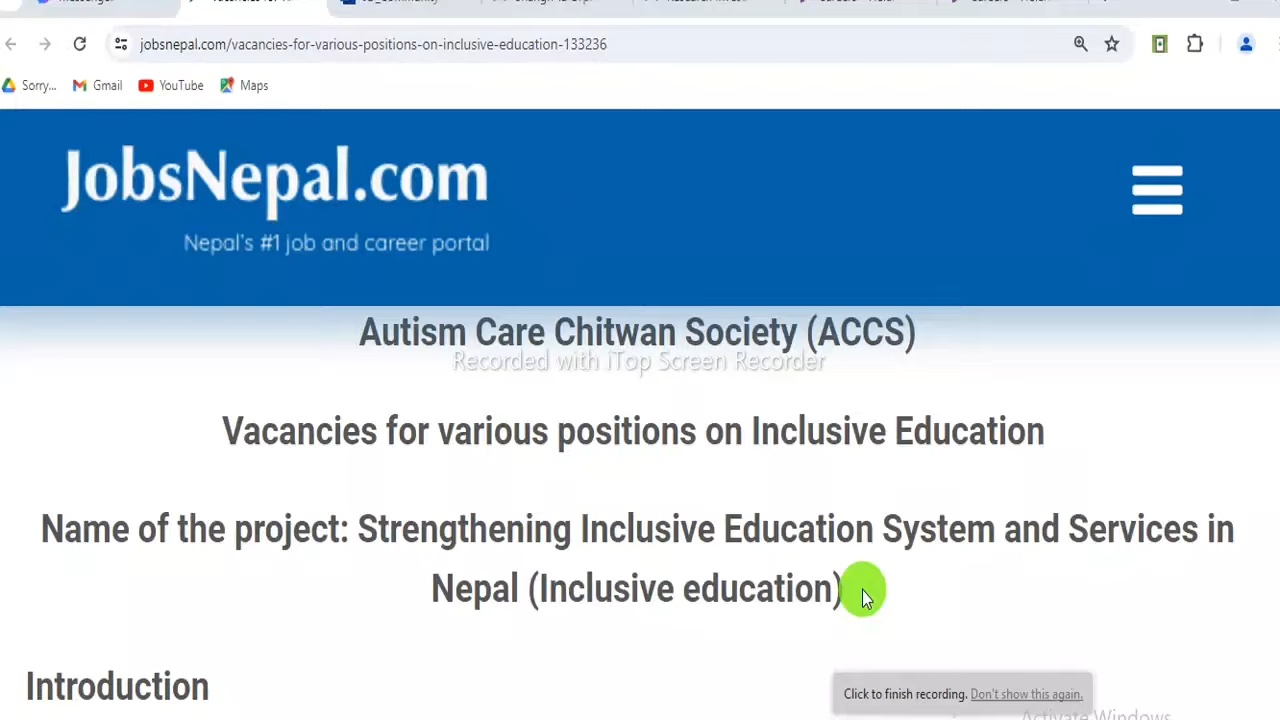 jobsnepal.com/vacancies-for-various-positions-on-inclusive-education-133236
Sorry... Gmail YouTube Maps
JobsNepal.com
Nepal's #1 job and career portal
Autism Care Chitwan Society (ACCS)
Recorded with iTop Screen Recorder
Vacancies for various positions on Inclusive Education
Name of the project: Strengthening Inclusive Education System and Services in
Nepal (Inclusive education)
Introduction
Click to finish recording. Don't show this again.
Activate Windows